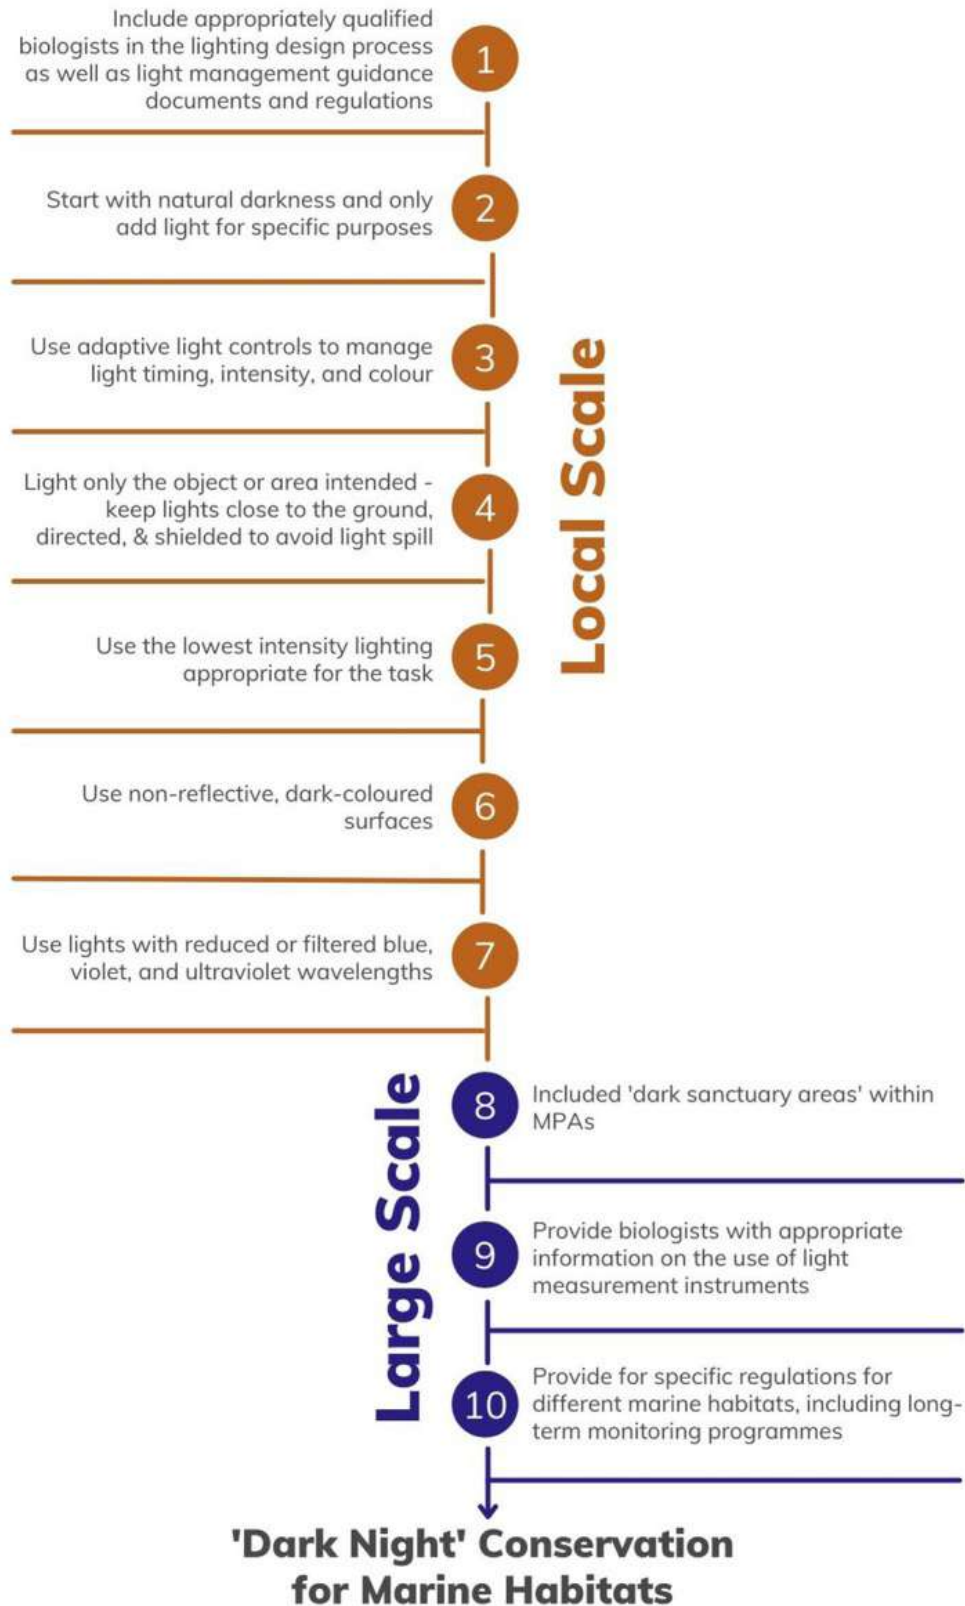 Include appropriately qualified
biologists in the lighting design process
as well as light management guidance
documents and regulations
1
Start with natural darkness and only
add light for specific purposes
2
Use adaptive light controls to manage
light timing, intensity, and colour
3
Light only the object or area intended -
keep lights close to the ground,
directed, & shielded to avoid light spill
4
Use the lowest intensity lighting
appropriate for the task
5
Use non-reflective, dark-coloured
surfaces
6
Use lights with reduced or filtered blue,
violet, and ultraviolet wavelengths
7
Local Scale
Large Scale
8
Included 'dark sanctuary areas' within
MPAs
9
Provide biologists with appropriate
information on the use of light
measurement instruments
10
Provide for specific regulations for
different marine habitats, including long-
term monitoring programmes
'Dark Night' Conservation
for Marine Habitats